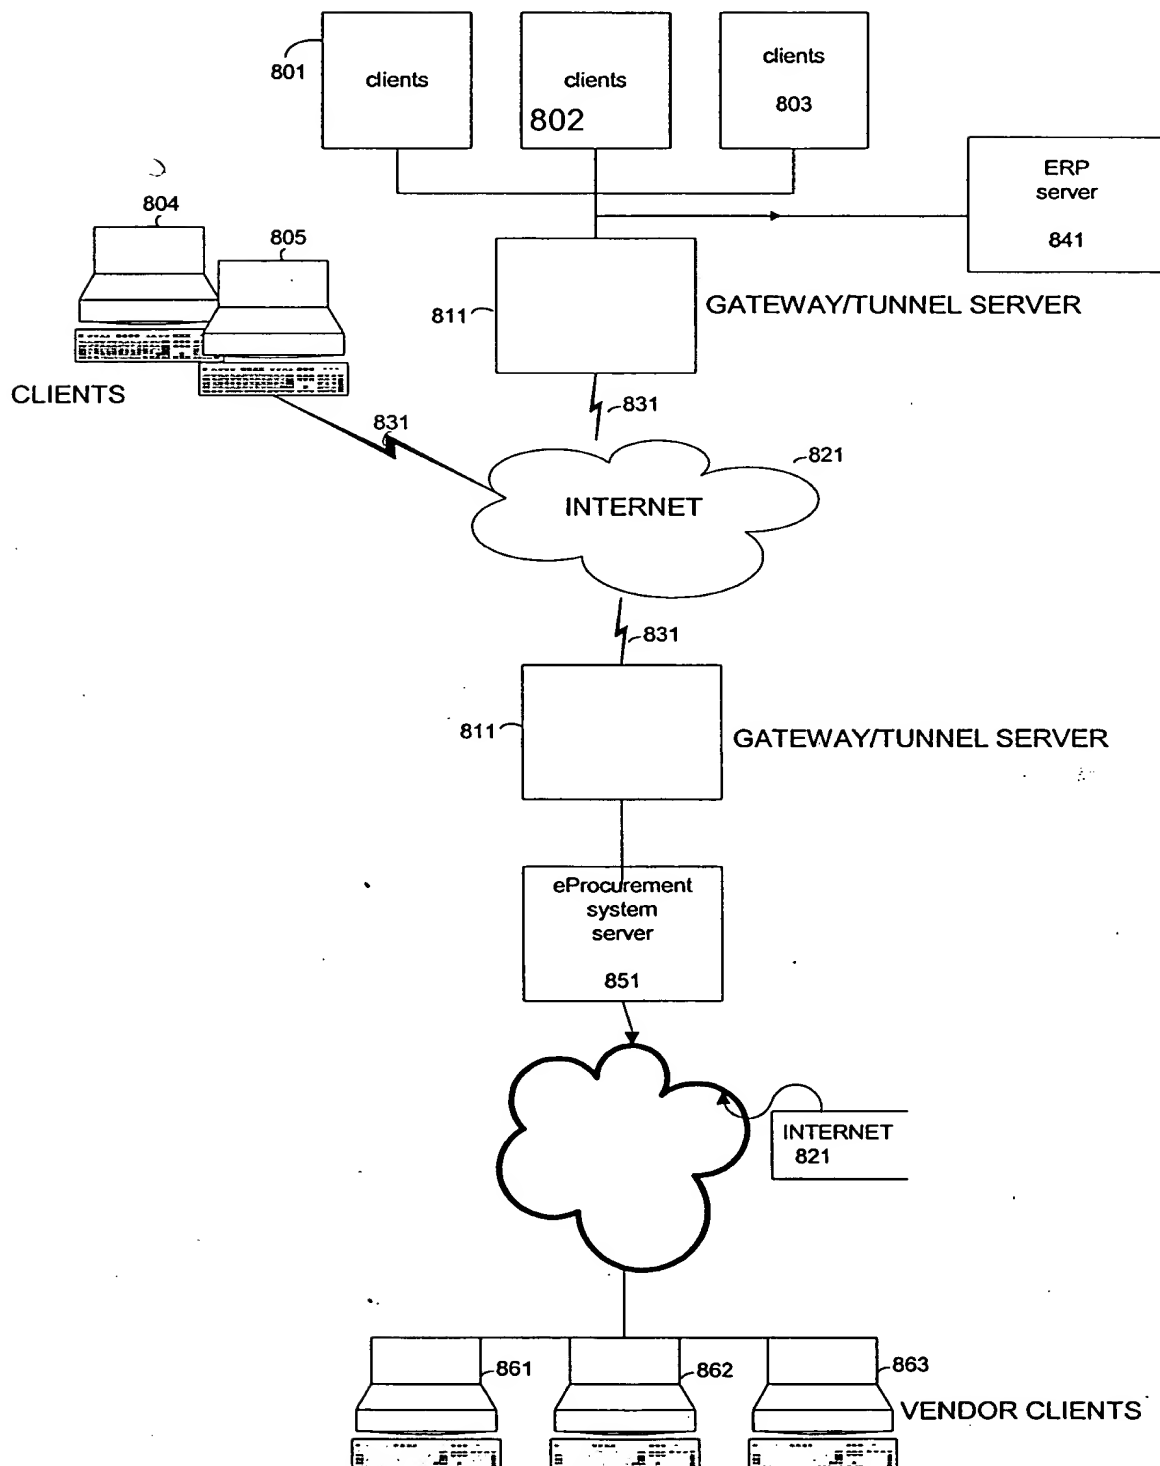 801
clients
clients
802
clients
803
ERP
server
841
804
805
CLIENTS
811
GATEWAY/TUNNEL SERVER
831
831
821
INTERNET
831
811
GATEWAY/TUNNEL SERVER
eProcurement
system
server
851
INTERNET
821
861
862
863
VENDOR CLIENTS